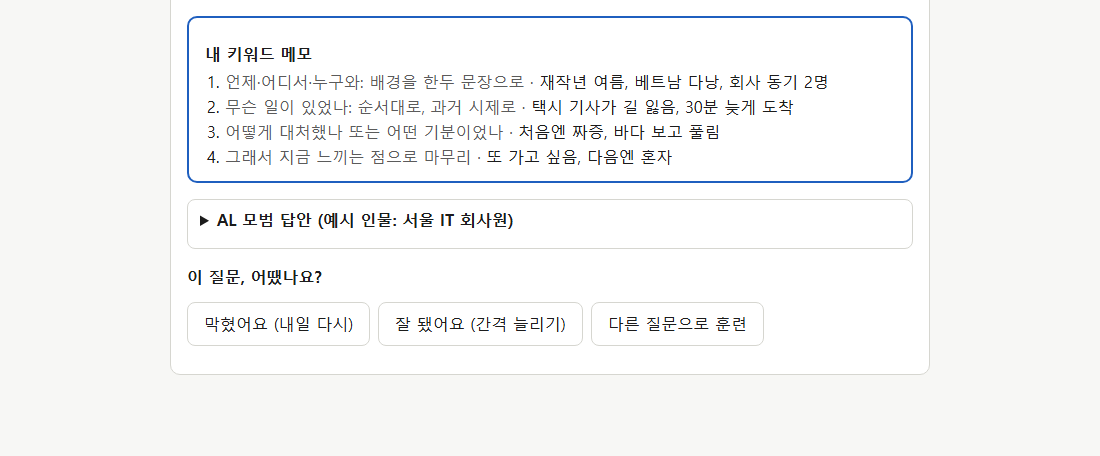 내 키워드 메모
1. 언제·어디서·누구와: 배경을 한두 문장으로 · 재작년 여름, 베트남 다낭, 회사 동기 2명
2. 무슨 일이 있었나: 순서대로, 과거 시제로 · 택시 기사가 길 잃음, 30분 늦게 도착
3. 어떻게 대처했나 또는 어떤 기분이었나 · 처음엔 짜증, 바다 보고 풀림
4. 그래서 지금 느끼는 점으로 마무리 · 또 가고 싶음, 다음엔 혼자
▶ AL 모범 답안 (예시 인물: 서울 IT 회사원)
이 질문, 어땠나요?
막혔어요 (내일 다시) 잘 됐어요 (간격 늘리기) 다른 질문으로 훈련